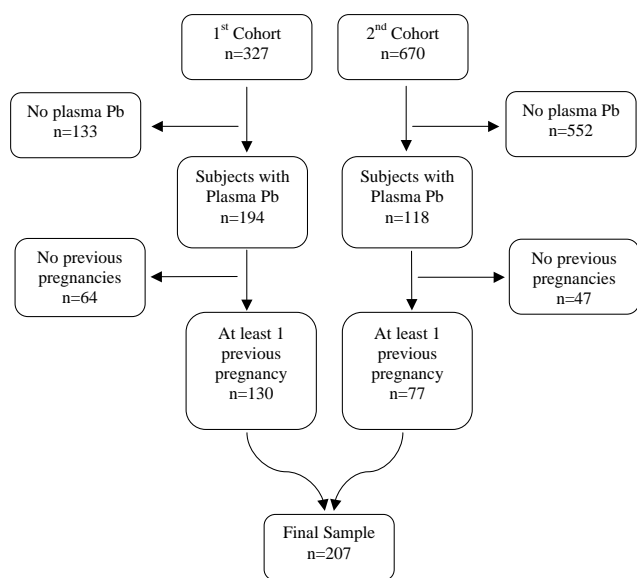 1st Cohort
n=327
2nd Cohort
n=670
No plasma Pb
n=133
No plasma Pb
n=552
Subjects with
Plasma Pb
n=194
Subjects with
Plasma Pb
n=118
No previous
pregnancies
n=64
No previous
pregnancies
n=47
At least 1
previous
pregnancy
n=130
At least 1
previous
pregnancy
n=77
Final Sample
n=207